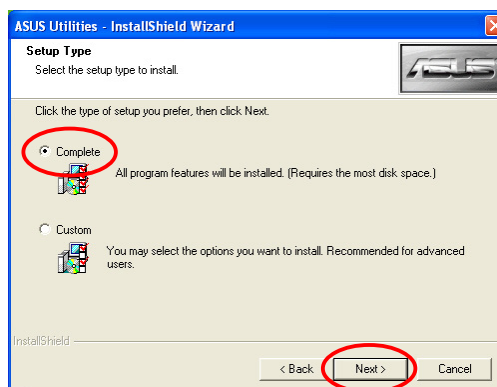 ASUS Utilities - InstallShield Wizard
Setup Type
Select the setup type to install.
ASUS
Click the type of setup you prefer, then click Next.
Complete
All program features will be installed. (Requires the most disk space.)
Custom
You may select the options you want to install. Recommended for advanced
users.
InstallShield
< Back
Next >
Cancel